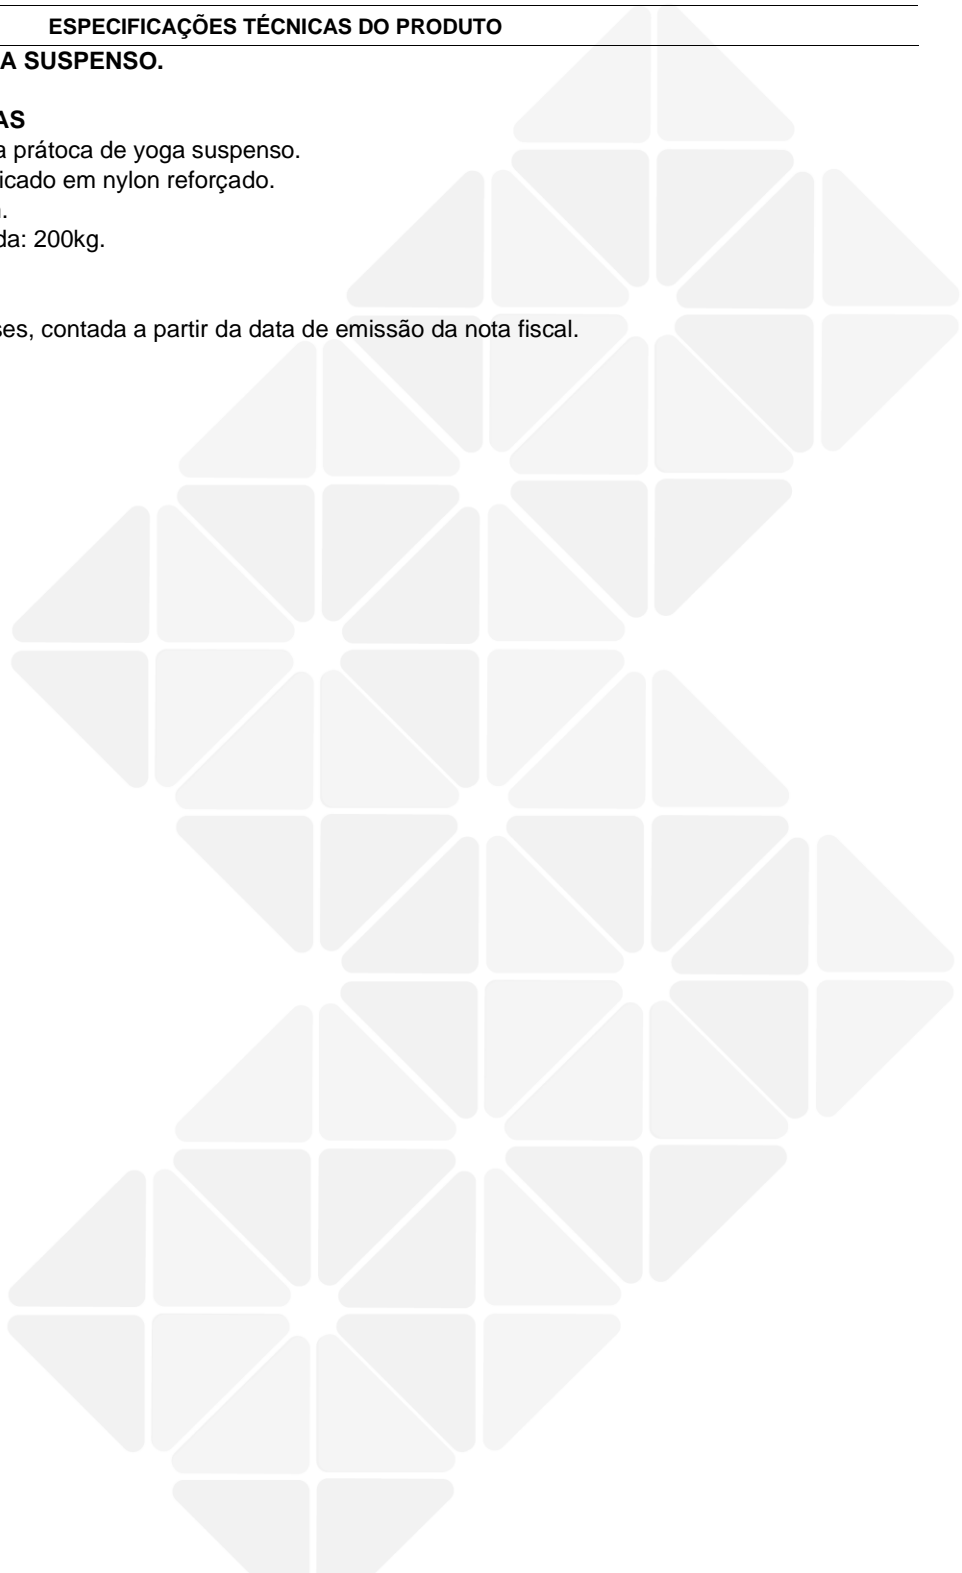 ESPECIFICAÇÕES TÉCNICAS DO PRODUTO
A SUSPENSO.
AS
a prátoca de yoga suspenso.
icado em nylon reforçado.
da: 200kg.
ses, contada a partir da data de emissão da nota fiscal.